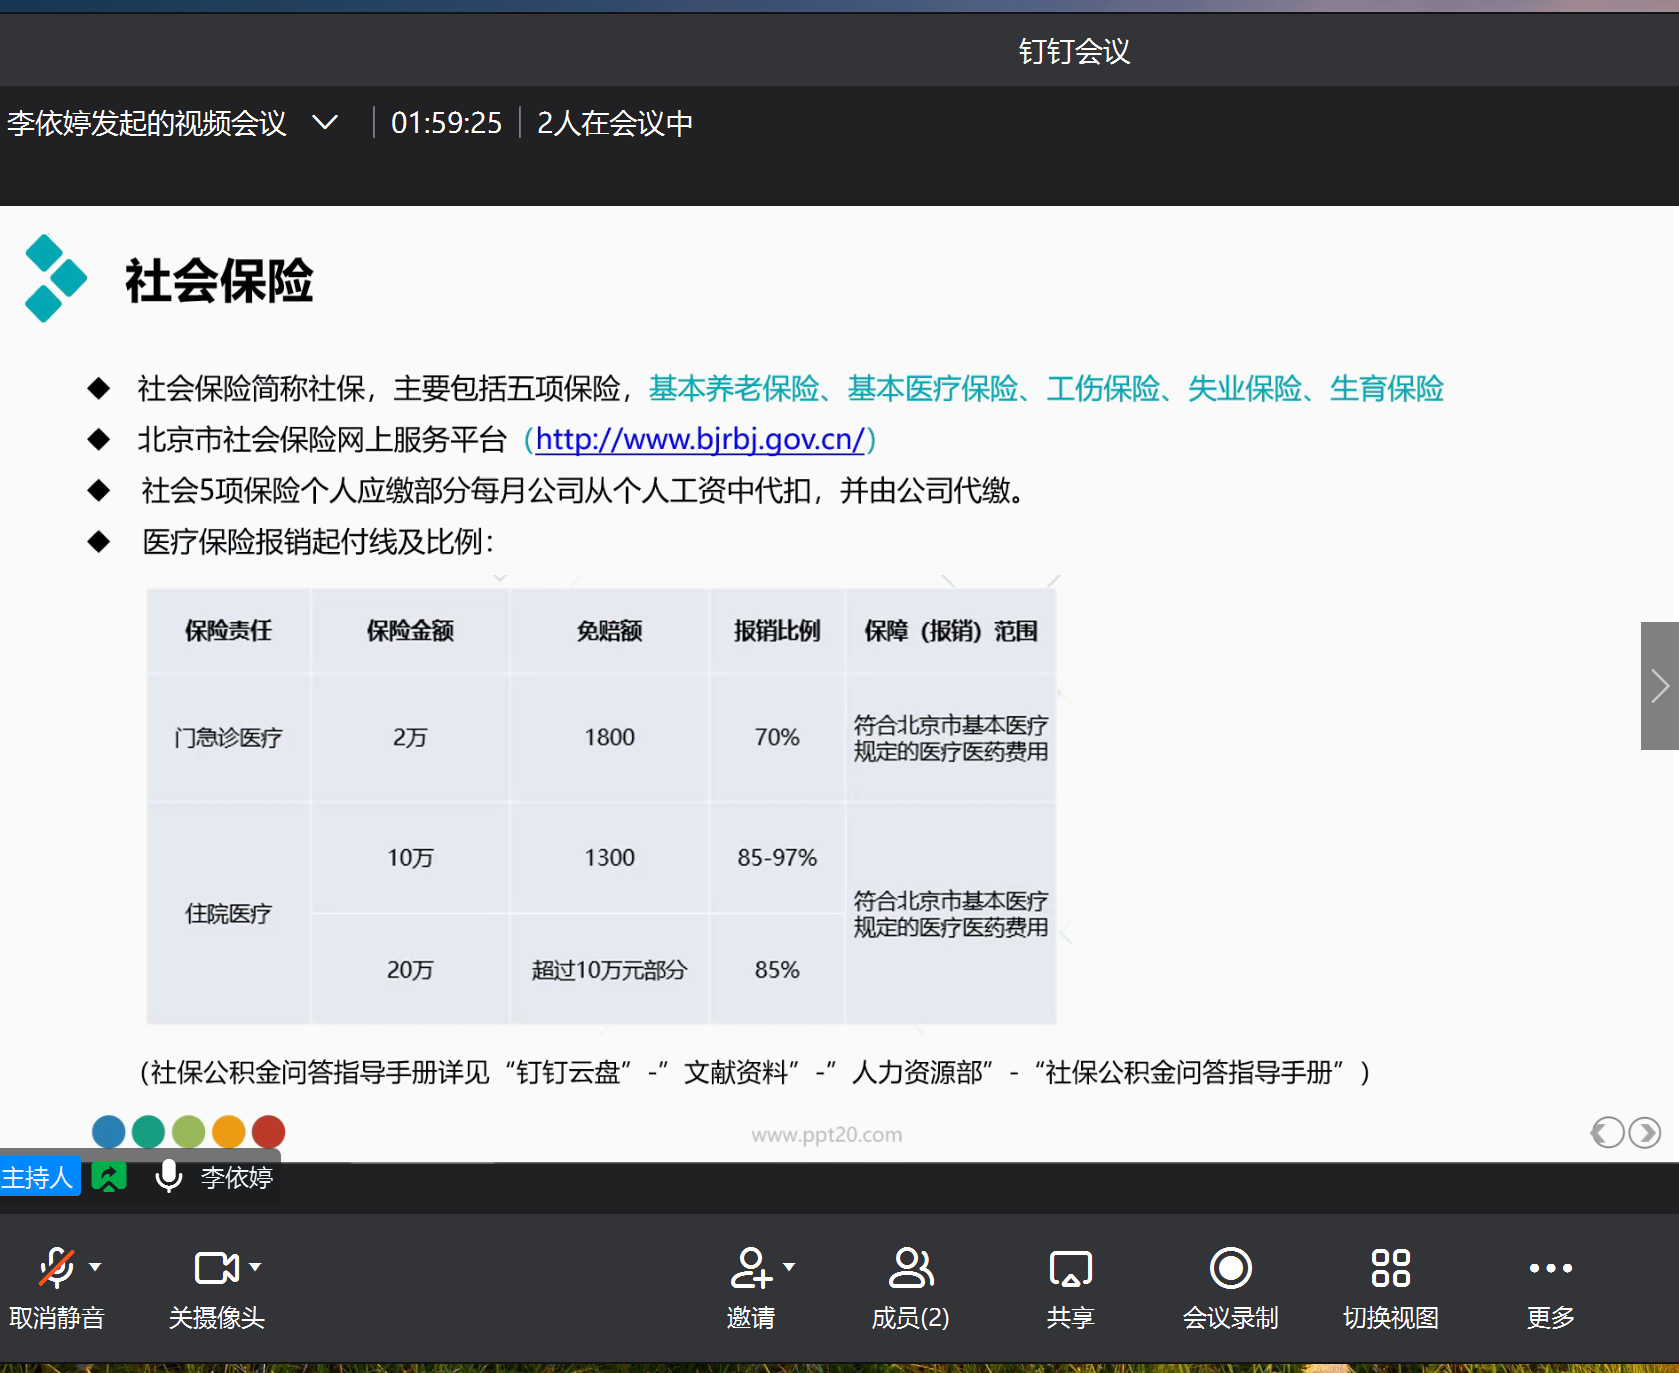 钉钉会议
李依婷发起的视频会议 01:59:25 2人在会议中
社会保险
社会保险简称社保，主要包括五项保险，基本养老保险、基本医疗保险、工伤保险、失业保险、生育保险
北京市社会保险网上服务平台（http://www.bjrbj.gov.cn/）
社会5项保险个人应缴部分每月公司从个人工资中代扣，并由公司代缴。
医疗保险报销起付线及比例：
保险责任 保险金额 免赔额 报销比例 保障（报销）范围
门急诊医疗 2万 1800 70% 符合北京市基本医疗
规定的医疗医药费用
住院医疗 10万 1300 85-97% 符合北京市基本医疗
规定的医疗医药费用
20万 超过10万元部分 85%
(社保公积金问答指导手册详见“钉钉云盘”-”文献资料”-”人力资源部”-“社保公积金问答指导手册”)
www.ppt20.com
主持人 李依婷
取消静音 关摄像头 邀请 成员(2) 共享 会议录制 切换视图 更多